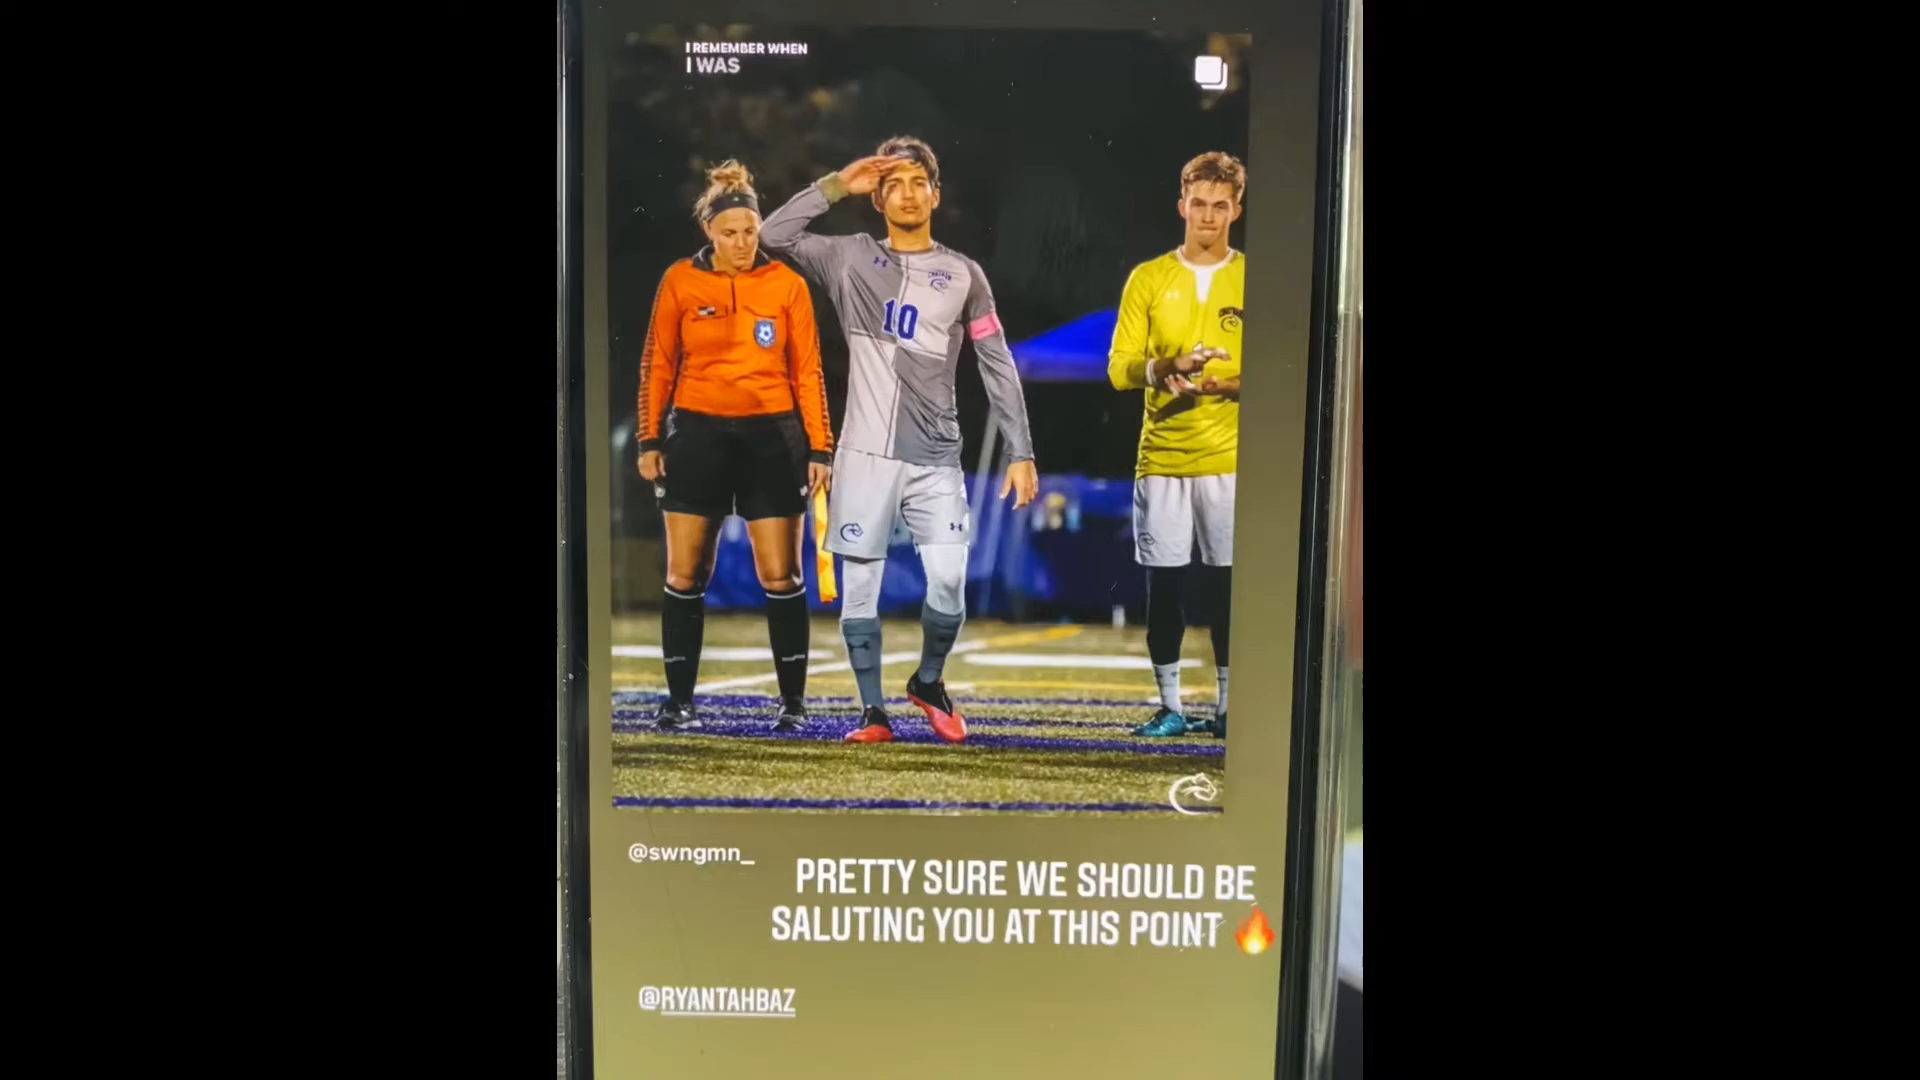 I REMEMBER WHEN
I WAS
10
@swngmn_
PRETTY SURE WE SHOULD BE
SALUTING YOU AT THIS POINT 🔥
@RYANTAHBAZ